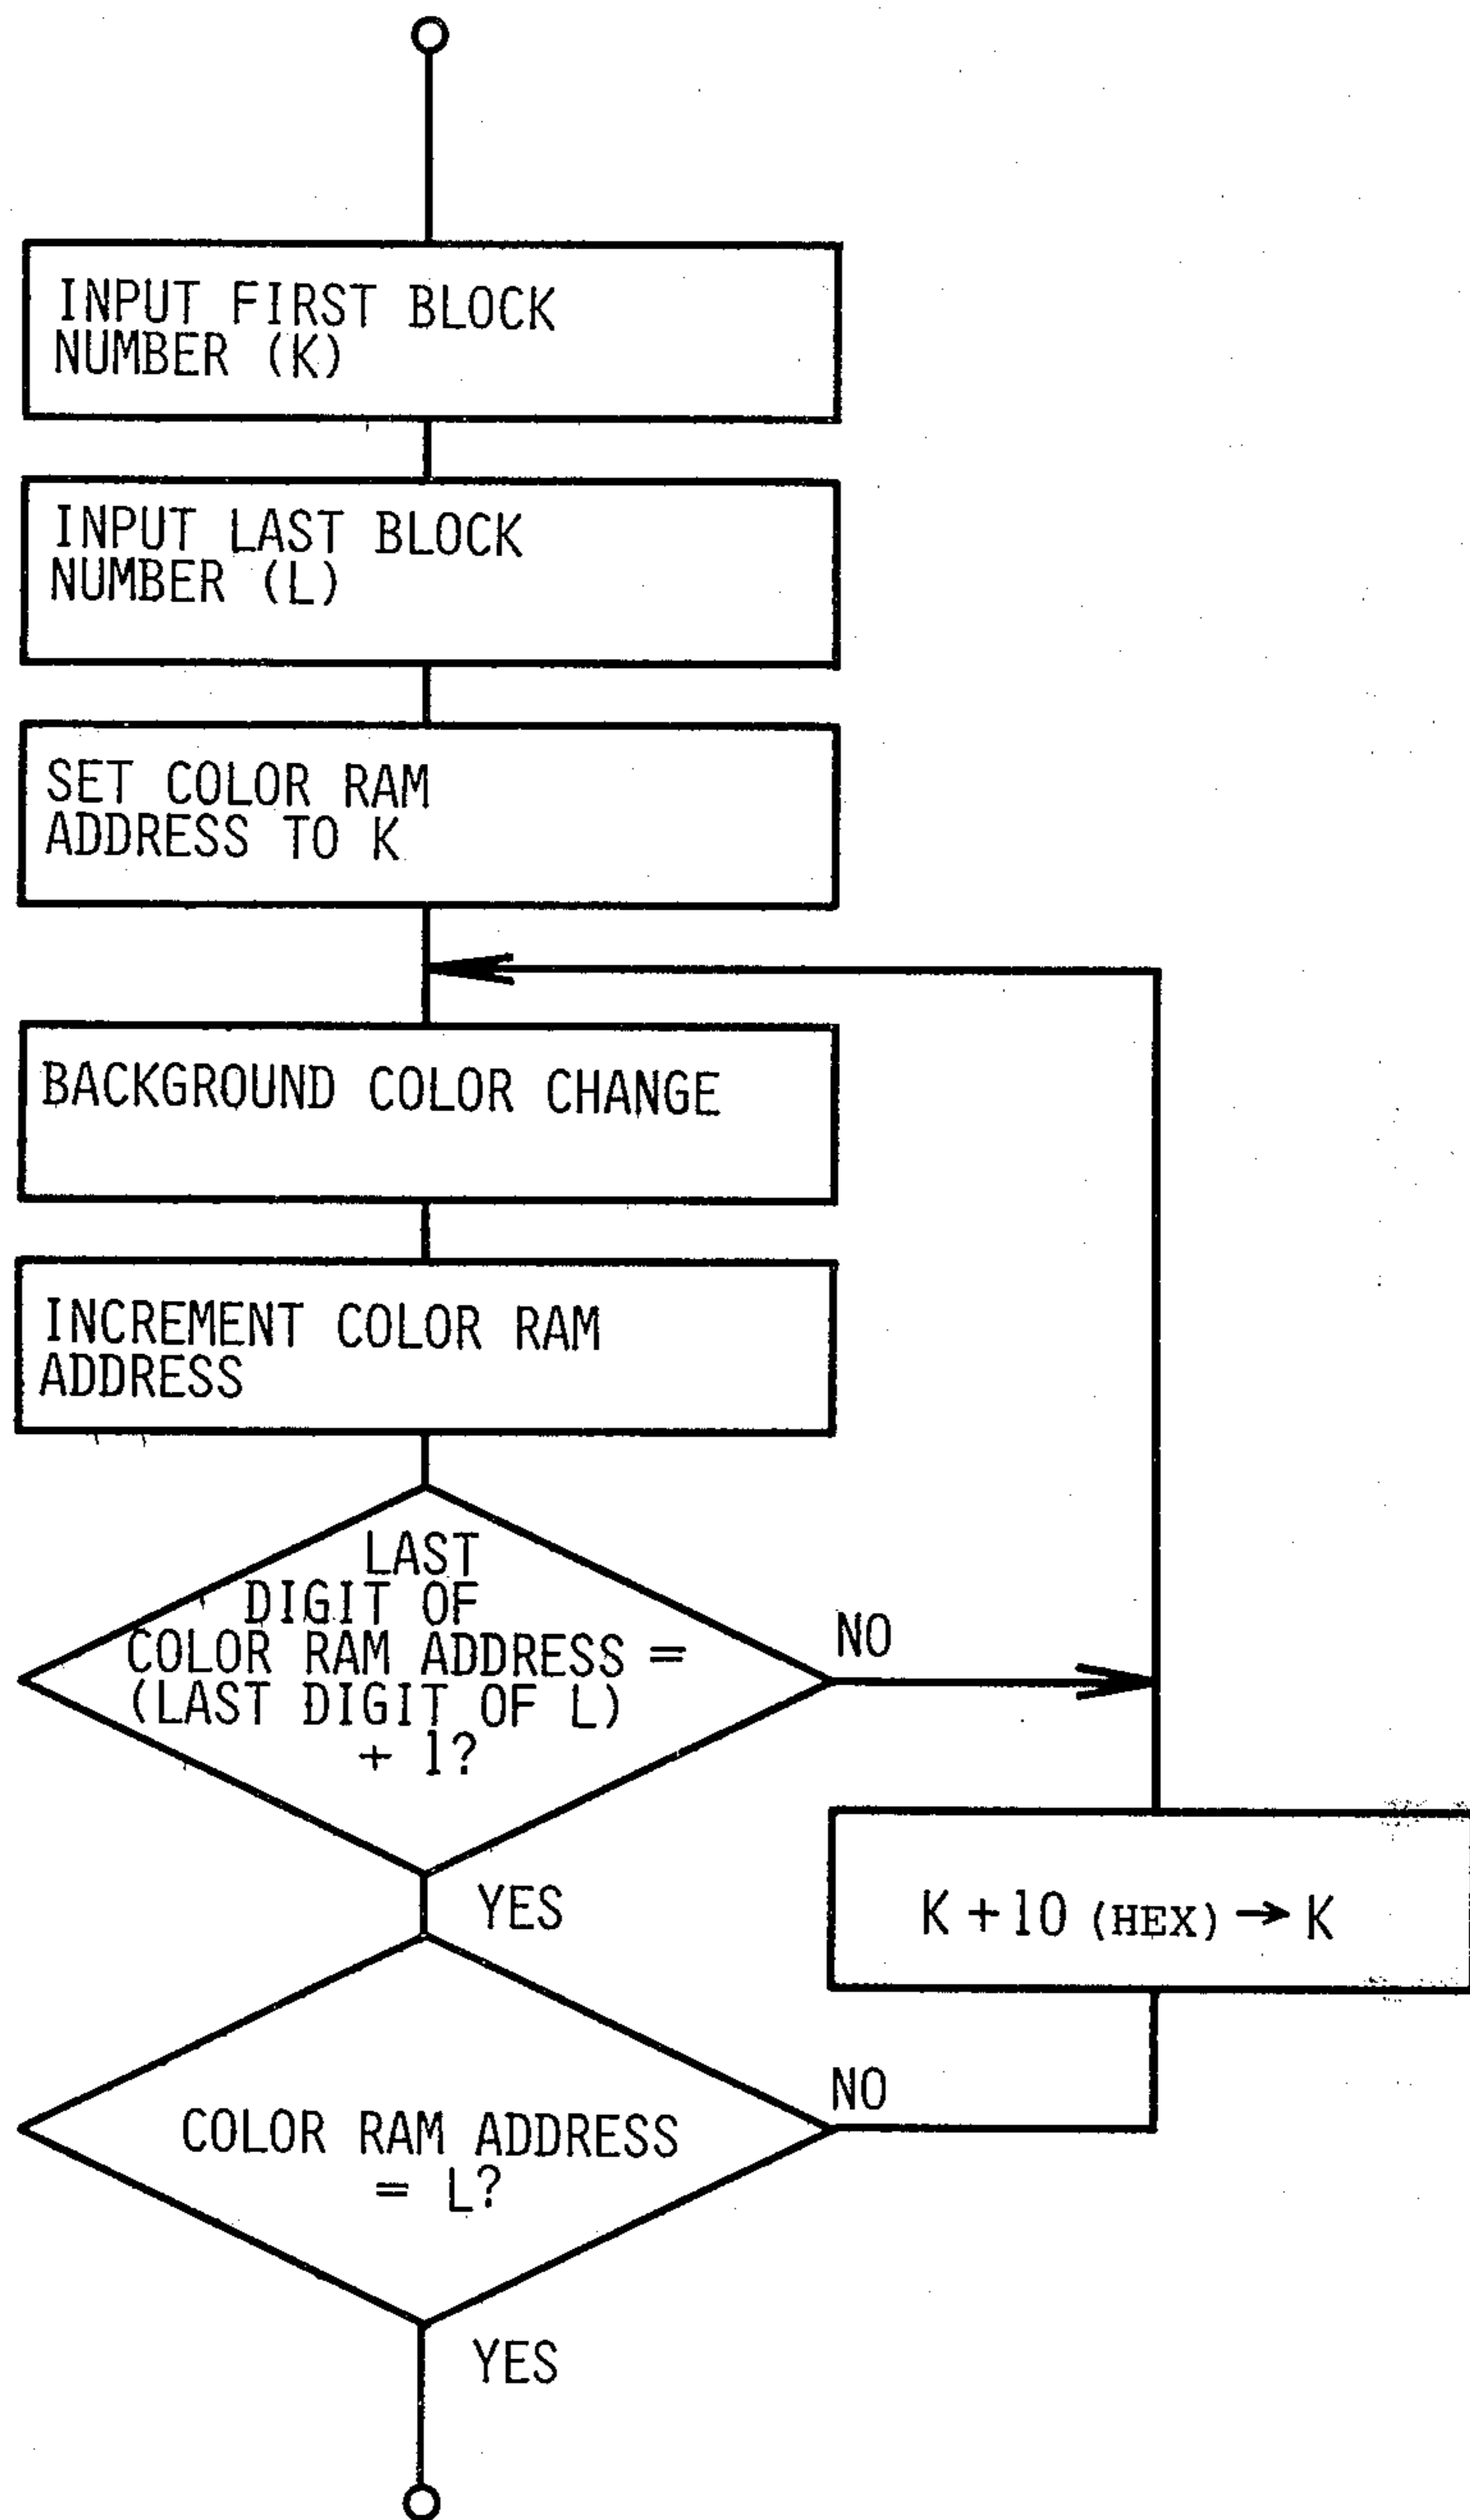 INPUT FIRST BLOCK
NUMBER (K)
INPUT LAST BLOCK
NUMBER (L)
SET COLOR RAM
ADDRESS TO K
BACKGROUND COLOR CHANGE
INCREMENT COLOR RAM
ADDRESS
LAST
DIGIT OF
COLOR RAM ADDRESS =
(LAST DIGIT OF L)
+ 1?
NO
YES
K + 10 (HEX) → K
COLOR RAM ADDRESS
= L?
NO
YES